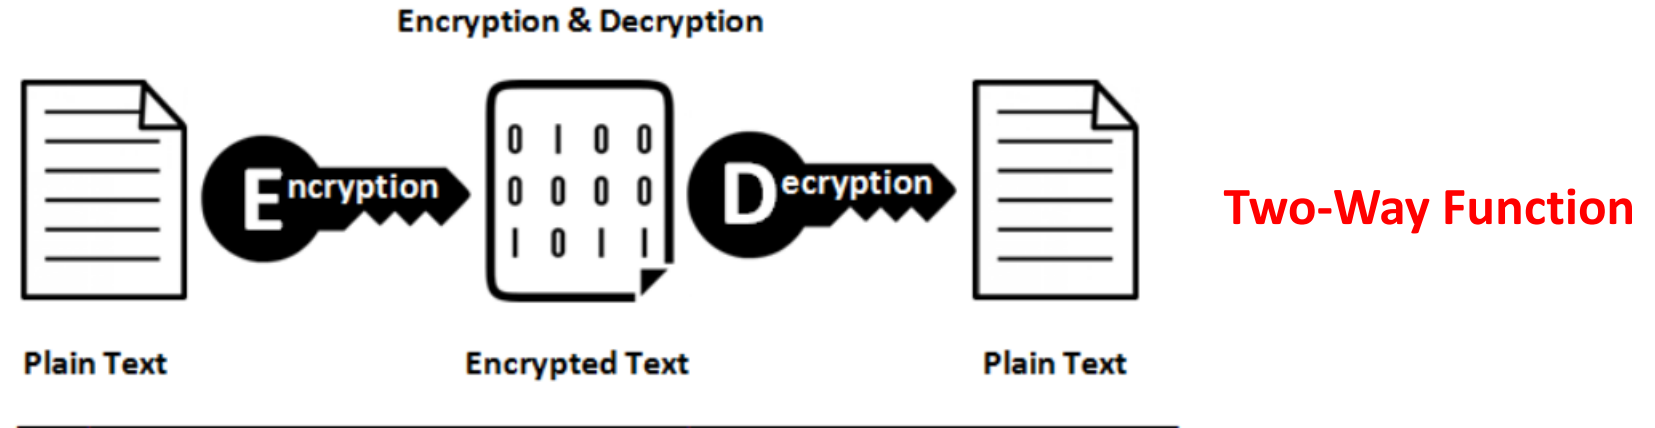 Encryption & Decryption
0 1 0 0
0 0 0 0
1 0 1 1
Encryption
Decryption
Two-Way Function
Plain Text
Encrypted Text
Plain Text